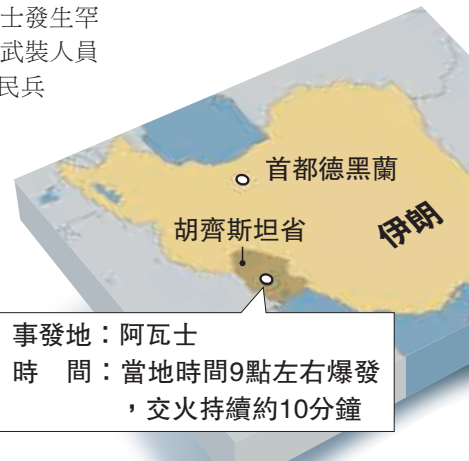 士發生罕
武裝人員
民兵
首都德黑蘭
胡齊斯坦省
伊朗
事發地：阿瓦士
時　間：當地時間9點左右爆發
，交火持續約10分鐘